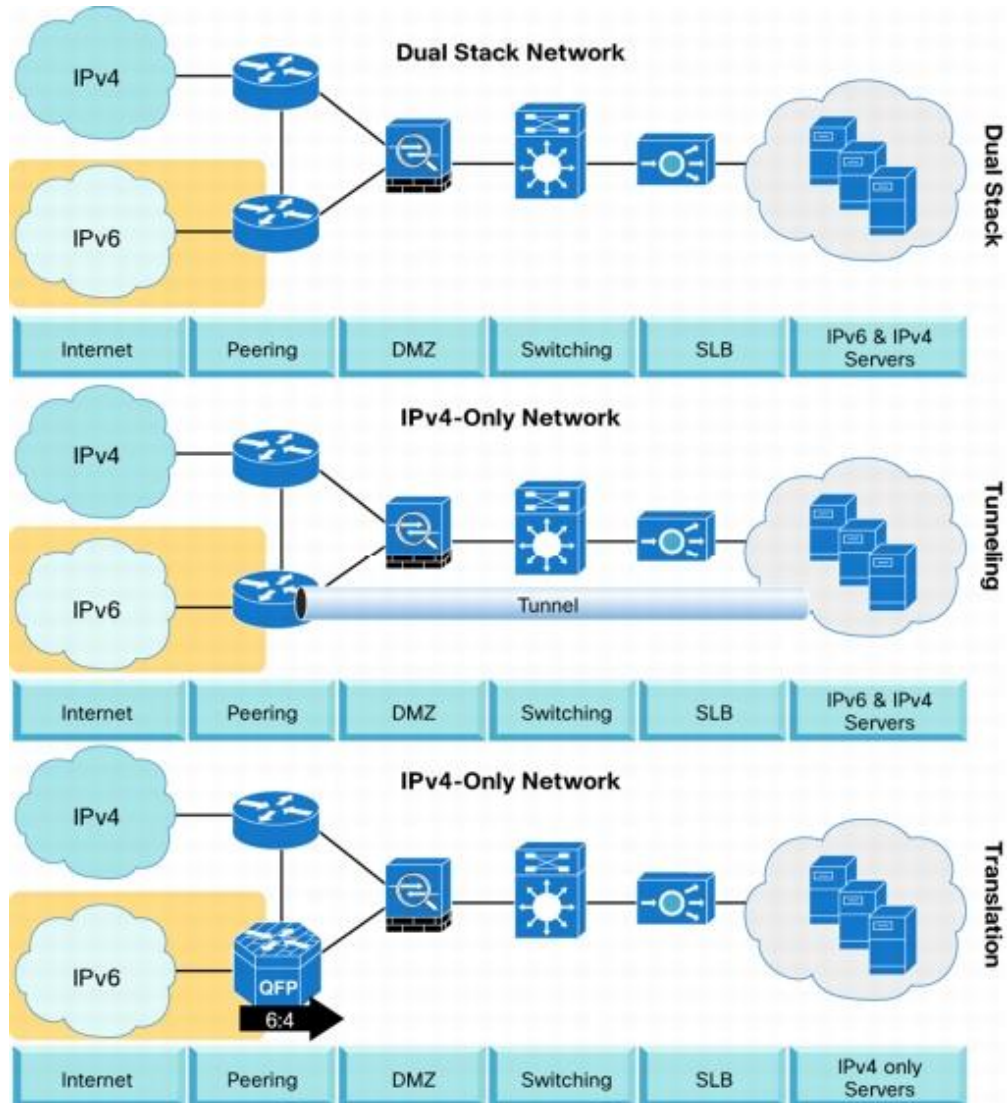 Dual Stack Network
IPv4
IPv6
Dual Stack
Internet
Peering
DMZ
Switching
SLB
IPv6 & IPv4
Servers
IPv4-Only Network
IPv4
IPv6
Tunnel
Tunneling
Internet
Peering
DMZ
Switching
SLB
IPv6 & IPv4
Servers
IPv4-Only Network
IPv4
IPv6
QFP
6:4
Translation
Internet
Peering
DMZ
Switching
SLB
IPv4 only
Servers